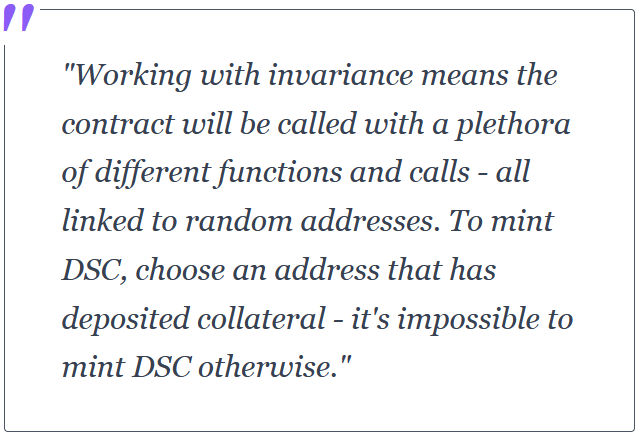 "Working with invariance means the
contract will be called with a plethora
of different functions and calls - all
linked to random addresses. To mint
DSC, choose an address that has
deposited collateral - it's impossible to
mint DSC otherwise."